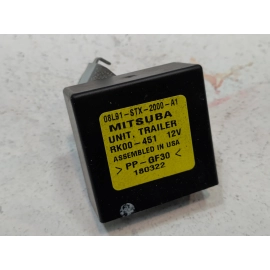 08L91-STX-2000-A1
MITSUBA
UNIT, TRAILER
RK00-451 12V
ASSEMBLED IN USA
> PP-GF30 >
180322